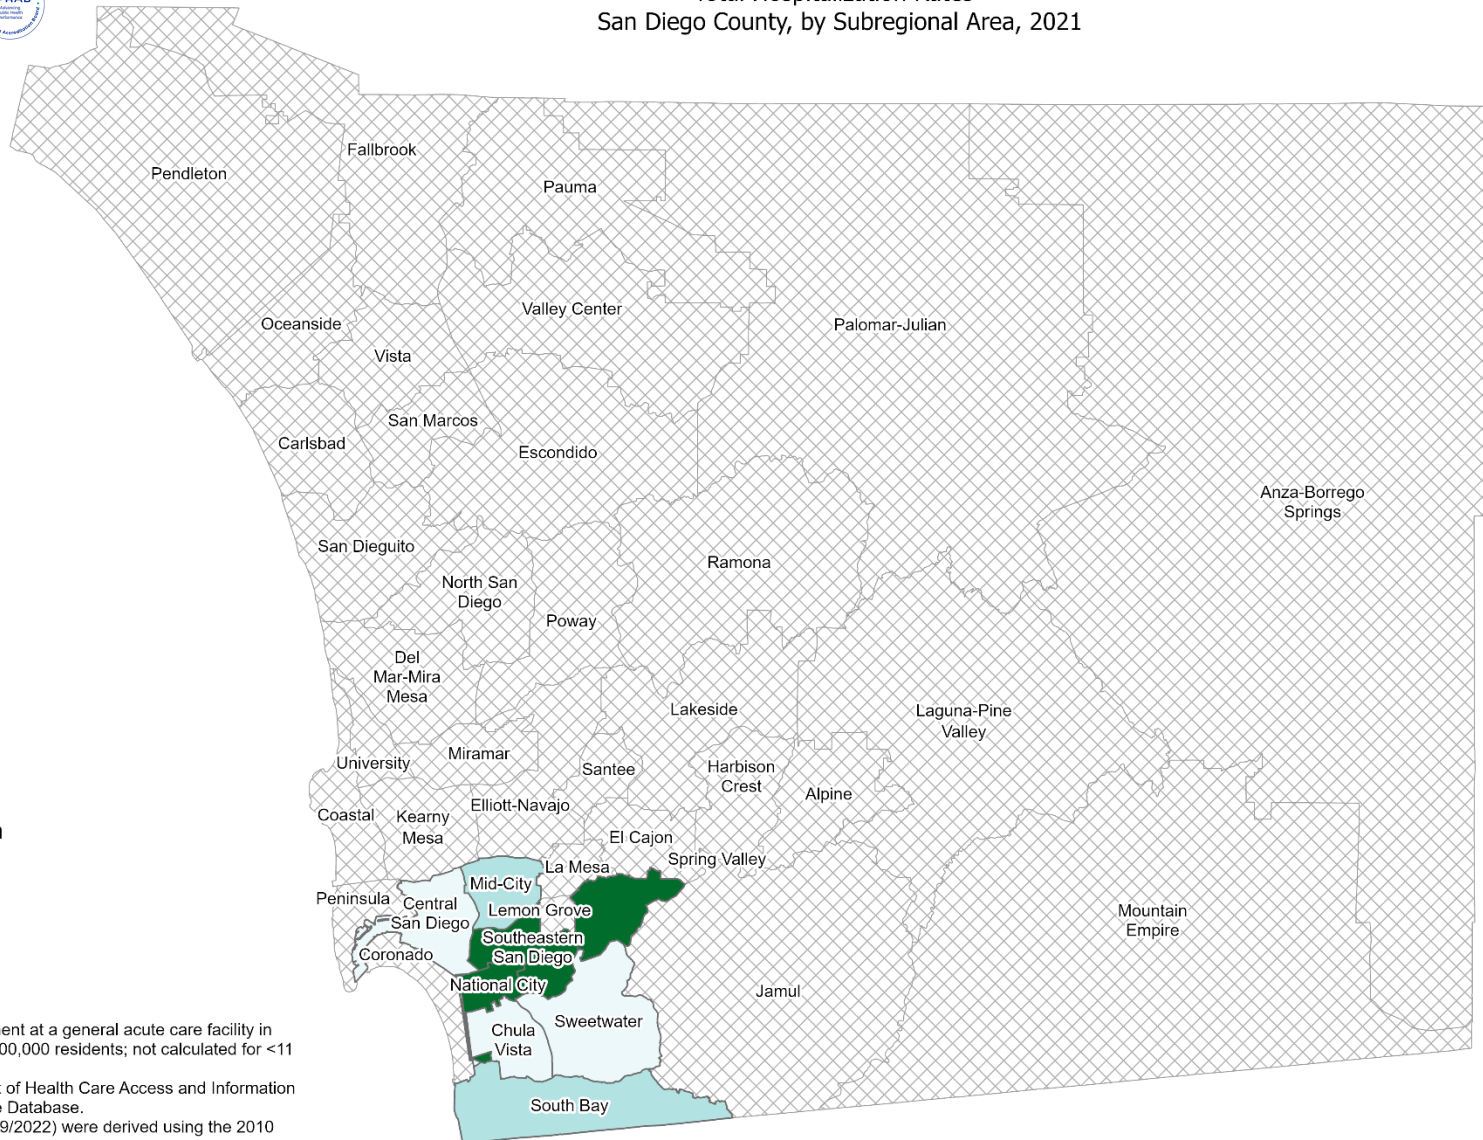 San Diego County, by Subregional Area, 2021
Fallbrook
Pendleton
Pauma
Valley Center
Oceanside
Palomar-Julian
Vista
San Marcos
Carlsbad
Escondido
Anza-Borrego
Springs
San Dieguito
Ramona
North San
Diego
Poway
Del
Mar-Mira
Mesa
Lakeside
Laguna-Pine
Valley
Miramar
University
Santee
Harbison
Crest
Alpine
Elliott-Navajo
Coastal
Kearny
Mesa
El Cajon
Spring Valley
La Mesa
Mid-City
Peninsula
Central
San Diego
Lemon Grove
Mountain
Empire
Southeastern
San Diego
Coronado
National City
Jamul
Sweetwater
Chula
Vista
South Bay
ent at a general acute care facility in
00,000 residents; not calculated for <11
of Health Care Access and Information
Database.
9/2022) were derived using the 2010